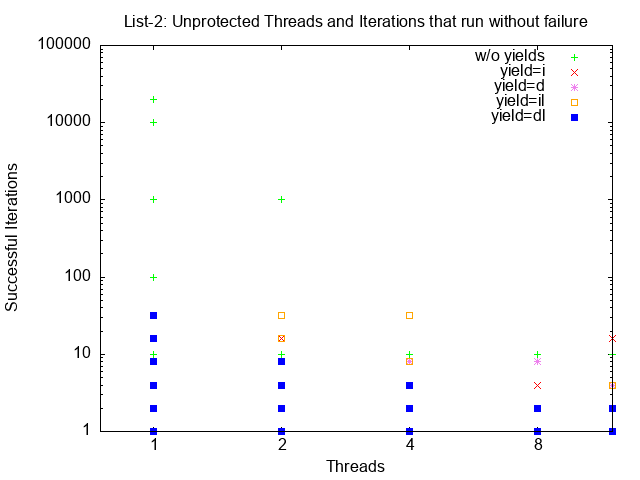 List-2: Unprotected Threads and Iterations that run without failure
100000
10000
1000
100
10
1
Successful Iterations
w/o yields
yield=i
yield=d
yield=il
yield=dl
1 2 4 8
Threads